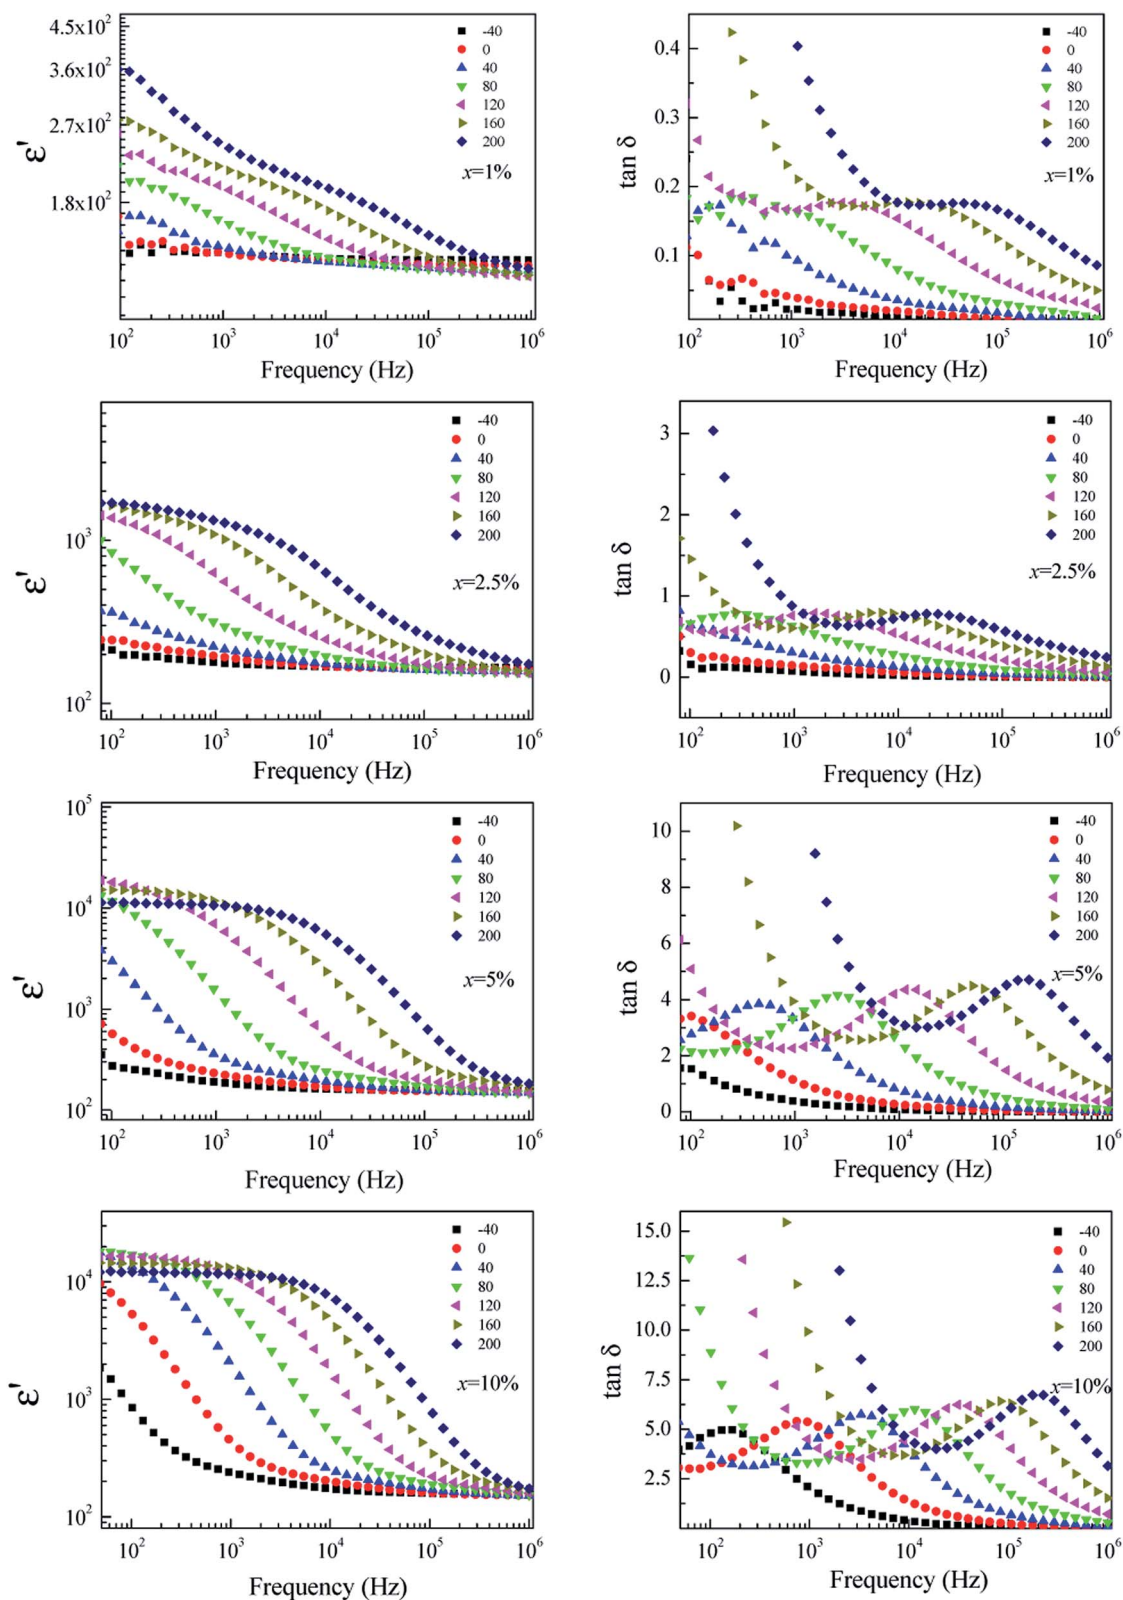 4.5x10²
3.6x10²
2.7x10²
1.8x10²
ε'
-40
0
40
80
120
160
200
x=1%
10² 10³ 10⁴ 10⁵ 10⁶
Frequency (Hz)
0.4
0.3
0.2
0.1
tan δ
-40
0
40
80
120
160
200
x=1%
10² 10³ 10⁴ 10⁵ 10⁶
Frequency (Hz)
10³
10²
ε'
-40
0
40
80
120
160
200
x=2.5%
10² 10³ 10⁴ 10⁵ 10⁶
Frequency (Hz)
3
2
1
0
tan δ
-40
0
40
80
120
160
200
x=2.5%
10² 10³ 10⁴ 10⁵ 10⁶
Frequency (Hz)
10⁵
10⁴
10³
10²
ε'
-40
0
40
80
120
160
200
x=5%
10² 10³ 10⁴ 10⁵ 10⁶
Frequency (Hz)
10
8
6
4
2
0
tan δ
-40
0
40
80
120
160
200
x=5%
10² 10³ 10⁴ 10⁵ 10⁶
Frequency (Hz)
10⁴
10³
10²
ε'
-40
0
40
80
120
160
200
x=10%
10² 10³ 10⁴ 10⁵ 10⁶
Frequency (Hz)
15.0
12.5
10.0
7.5
5.0
2.5
tan δ
-40
0
40
80
120
160
200
x=10%
10² 10³ 10⁴ 10⁵ 10⁶
Frequency (Hz)